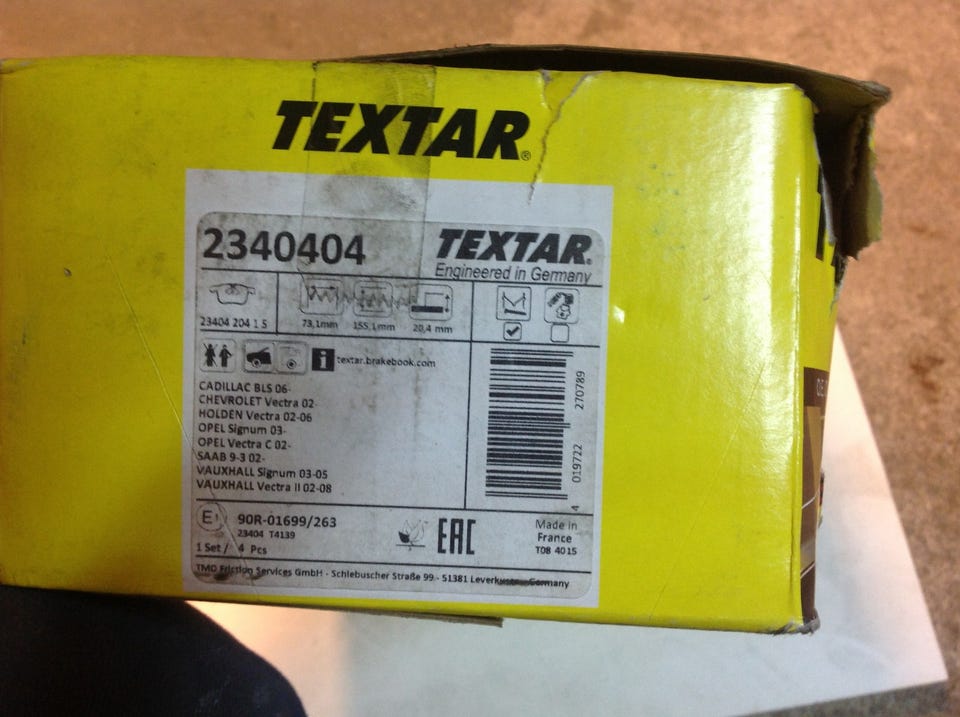 TEXTAR®
2340404
TEXTAR®
Engineered in Germany
23404 204 1 5
73,1mm
155,1mm
20,4 mm
i textar.brakebook.com
CADILLAC BLS 06-
CHEVROLET Vectra 02-
HOLDEN Vectra 02-06
OPEL Signum 03-
OPEL Vectra C 02-
SAAB 9-3 02-
VAUXHALL Signum 03-05
VAUXHALL Vectra II 02-08
4 019722 270789
E1 90R-01699/263
23404 T4139
1 Set / 4 Pcs
EAC
Made in
France
T08 4015
TMD Friction Services GmbH - Schlebuscher Straße 99 - 51381 Leverkusen - Germany